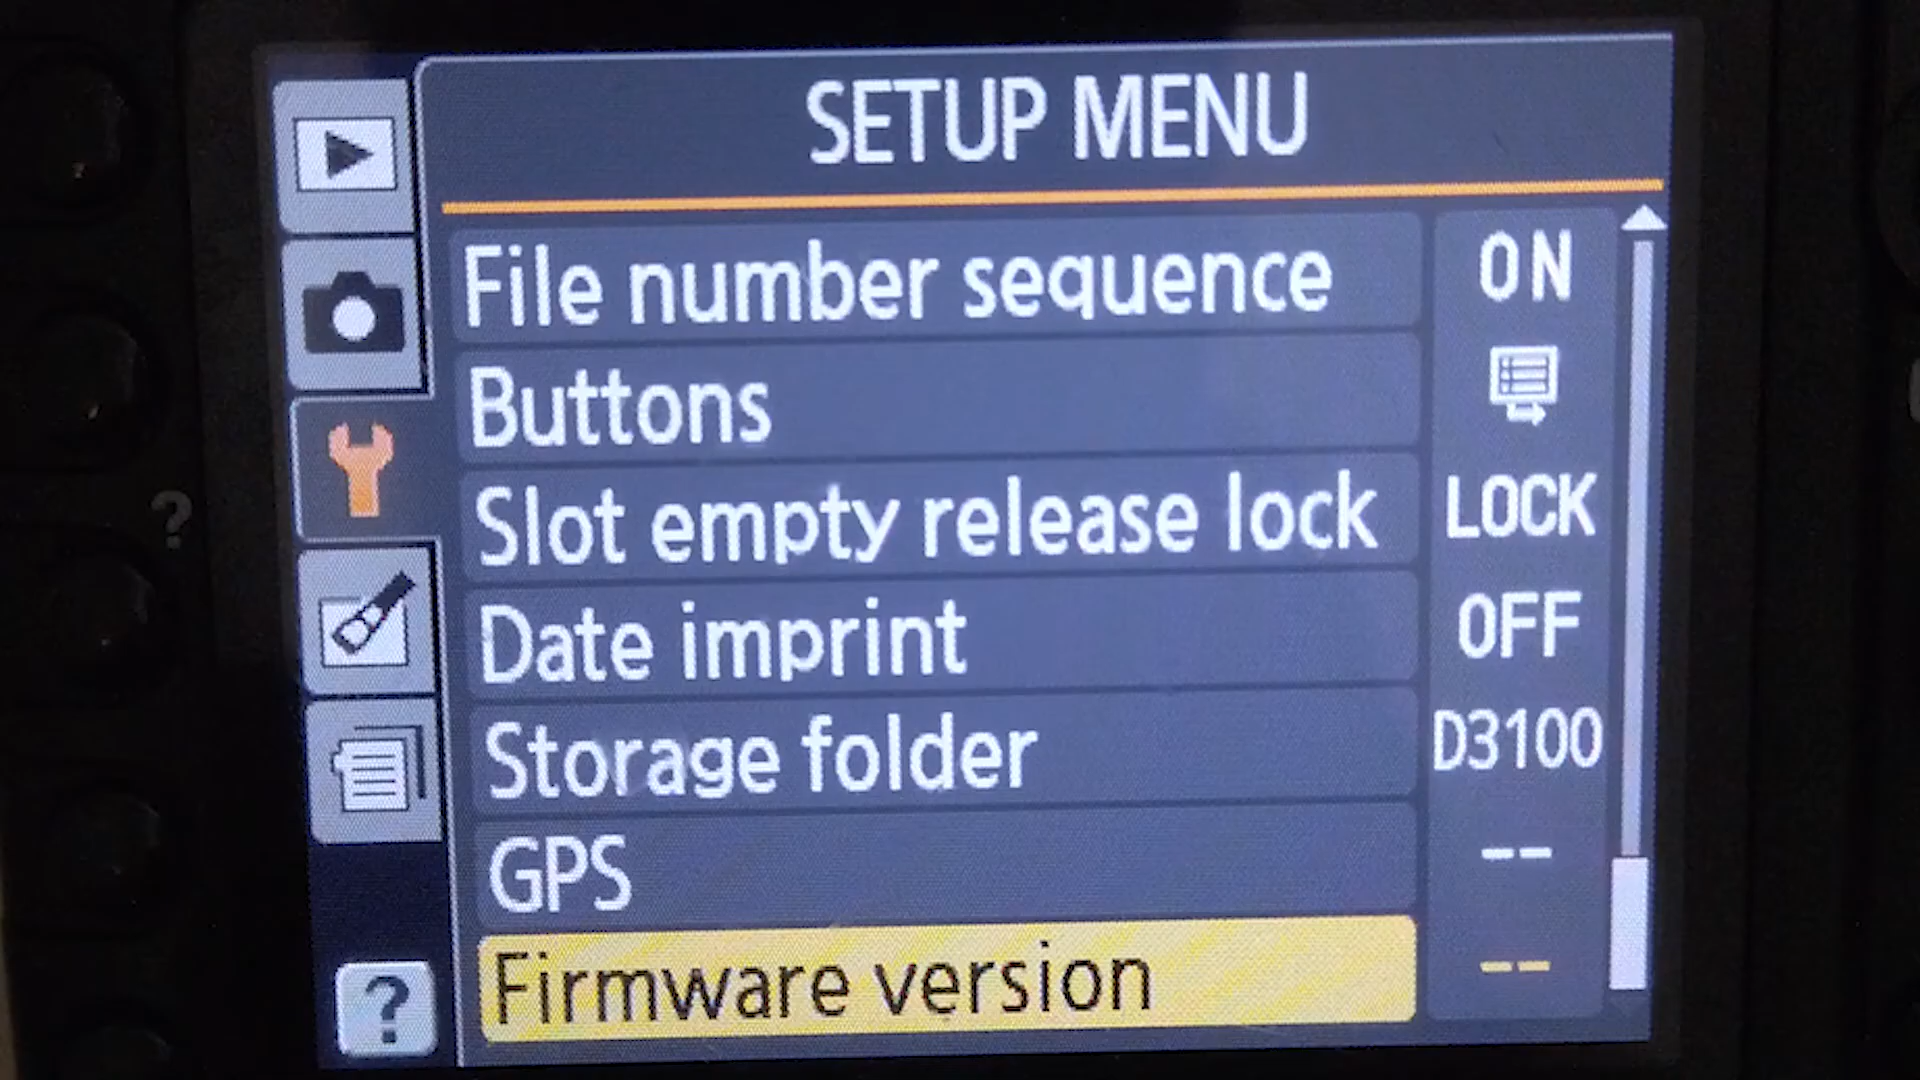 SETUP MENU
File number sequence ON
Buttons
Slot empty release lock LOCK
Date imprint OFF
Storage folder D3100
GPS --
Firmware version --
?
?